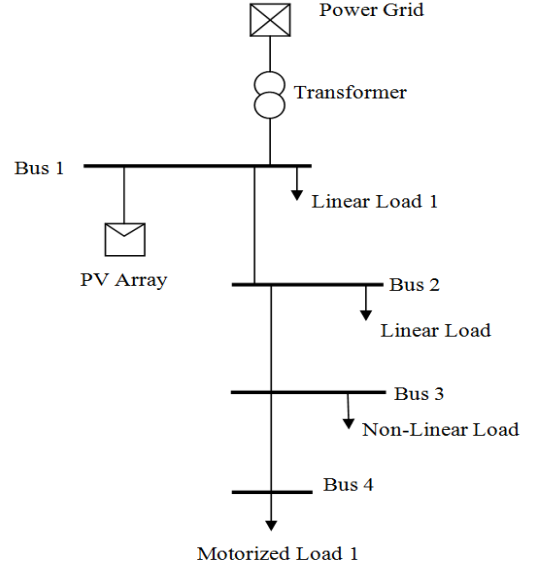 Power Grid
Transformer
Bus 1
Linear Load 1
PV Array
Bus 2
Linear Load
Bus 3
Non-Linear Load
Bus 4
Motorized Load 1